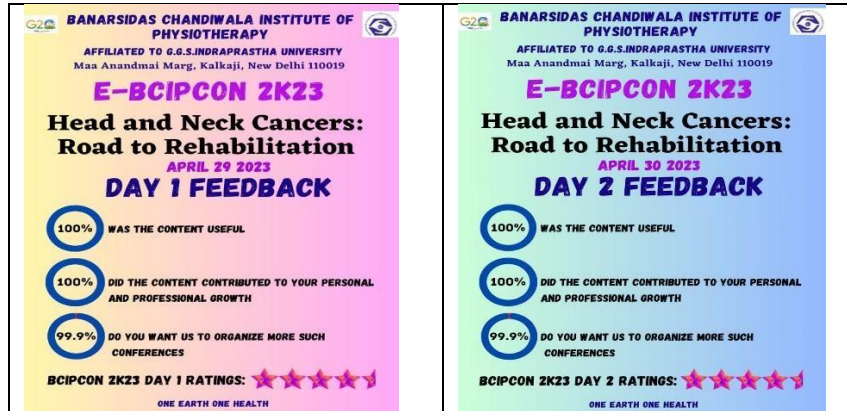 G20
BANARSIDAS CHANDIWALA INSTITUTE OF
PHYSIOTHERAPY
AFFILIATED TO G.G.S.INDRAPRASTHA UNIVERSITY
Maa Anandmai Marg, Kalkaji, New Delhi 110019
E-BCIPCON 2K23
Head and Neck Cancers:
Road to Rehabilitation
APRIL 29 2023
DAY 1 FEEDBACK
100% WAS THE CONTENT USEFUL
100% DID THE CONTENT CONTRIBUTED TO YOUR PERSONAL
AND PROFESSIONAL GROWTH
99.9% DO YOU WANT US TO ORGANIZE MORE SUCH
CONFERENCES
BCIPCON 2K23 DAY 1 RATINGS:
ONE EARTH ONE HEALTH
G20
BANARSIDAS CHANDIWALA INSTITUTE OF
PHYSIOTHERAPY
AFFILIATED TO G.G.S.INDRAPRASTHA UNIVERSITY
Maa Anandmai Marg, Kalkaji, New Delhi 110019
E-BCIPCON 2K23
Head and Neck Cancers:
Road to Rehabilitation
APRIL 30 2023
DAY 2 FEEDBACK
100% WAS THE CONTENT USEFUL
100% DID THE CONTENT CONTRIBUTED TO YOUR PERSONAL
AND PROFESSIONAL GROWTH
99.9% DO YOU WANT US TO ORGANIZE MORE SUCH
CONFERENCES
BCIPCON 2K23 DAY 2 RATINGS:
ONE EARTH ONE HEALTH